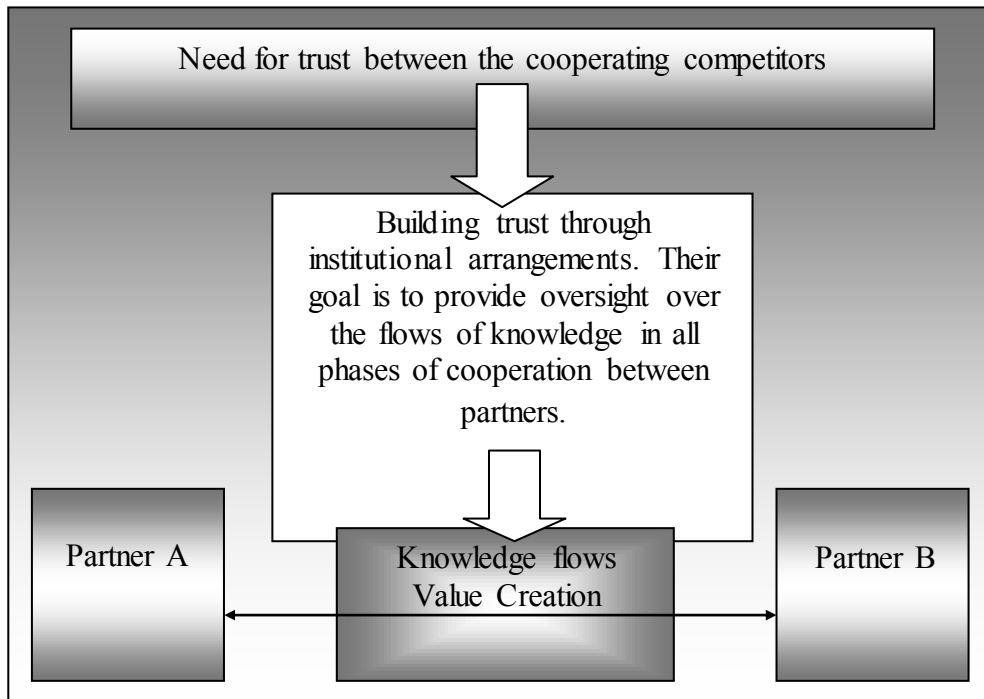 Need for trust between the cooperating competitors
Building trust through
institutional arrangements. Their
goal is to provide oversight over
the flows of knowledge in all
phases of cooperation between
partners.
Partner A
Knowledge flows
Value Creation
Partner B